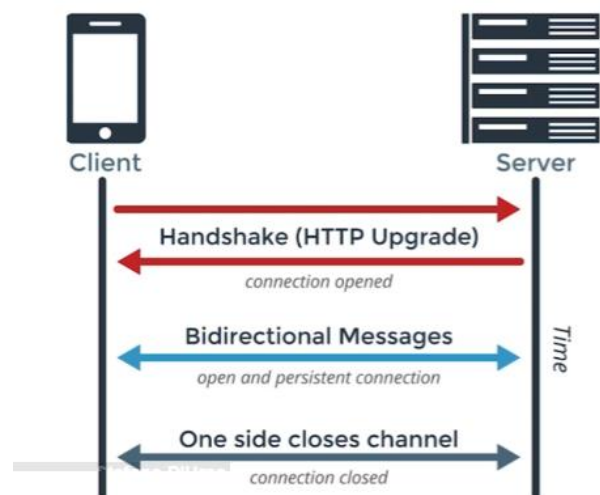 Client
Server
Handshake (HTTP Upgrade)
connection opened
Bidirectional Messages
open and persistent connection
Time
One side closes channel
connection closed